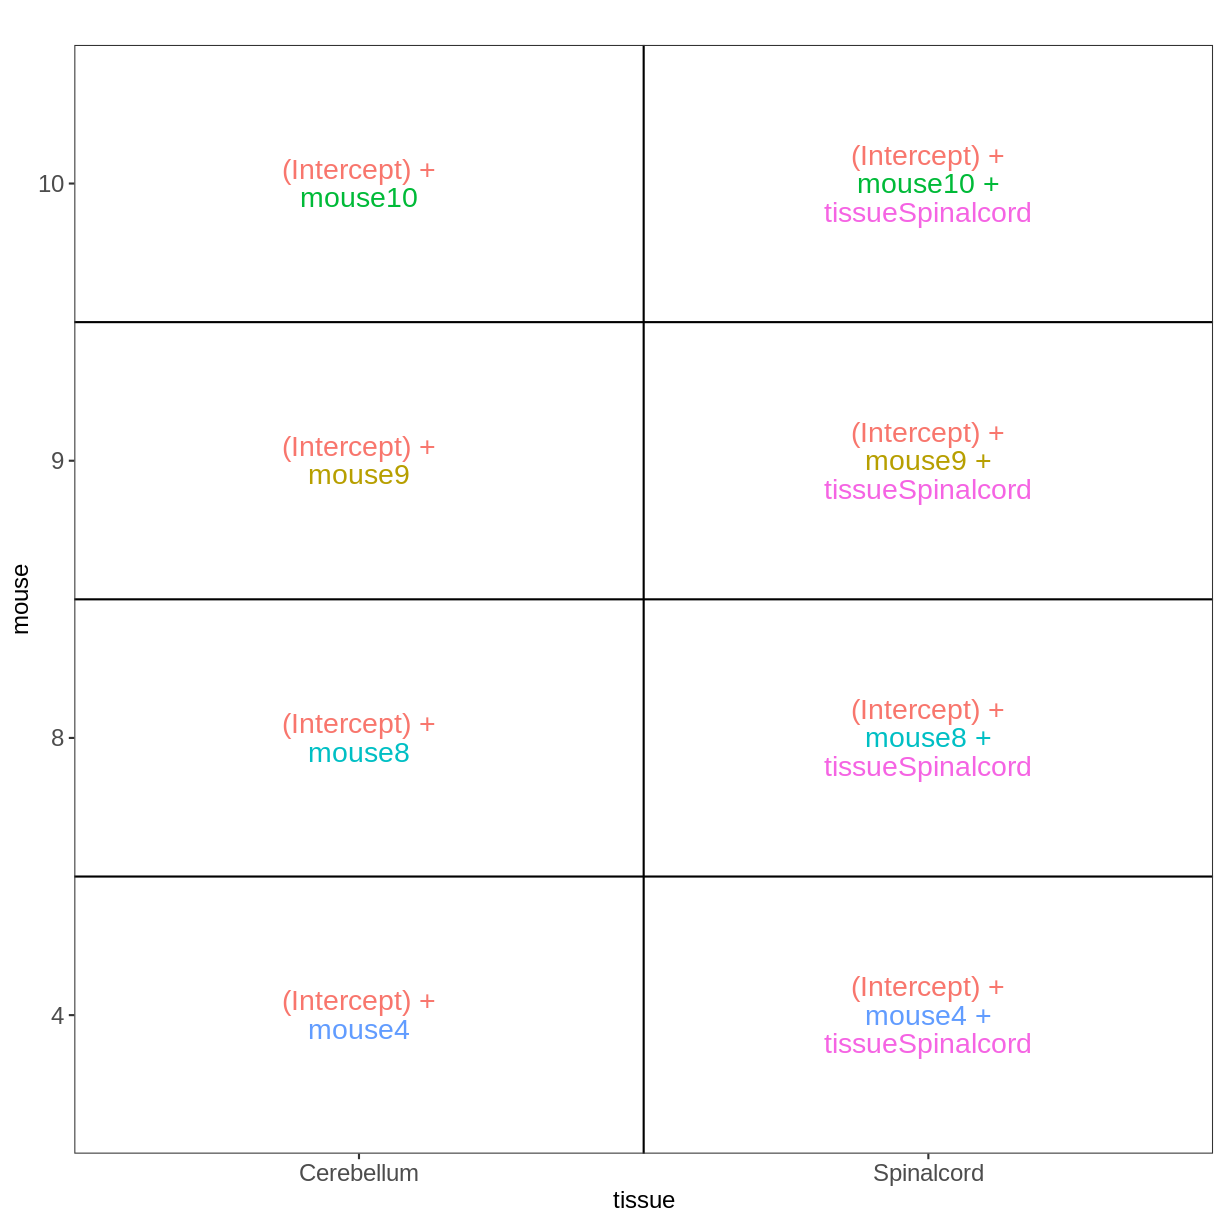 10
(Intercept) +
mouse10
(Intercept) +
mouse10 +
tissueSpinalcord
9
(Intercept) +
mouse9
(Intercept) +
mouse9 +
tissueSpinalcord
mouse
8
(Intercept) +
mouse8
(Intercept) +
mouse8 +
tissueSpinalcord
4
(Intercept) +
mouse4
(Intercept) +
mouse4 +
tissueSpinalcord
Cerebellum
Spinalcord
tissue